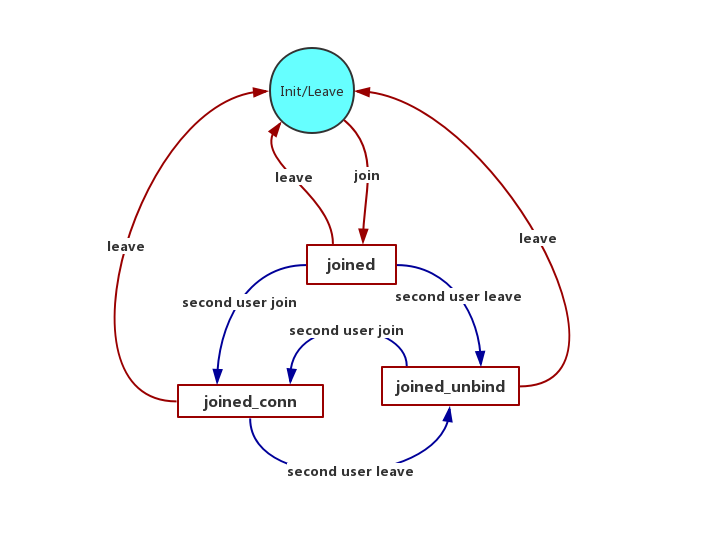 Init/Leave
leave
join
leave
leave
joined
second user join
second user leave
second user join
joined_conn
joined_unbind
second user leave